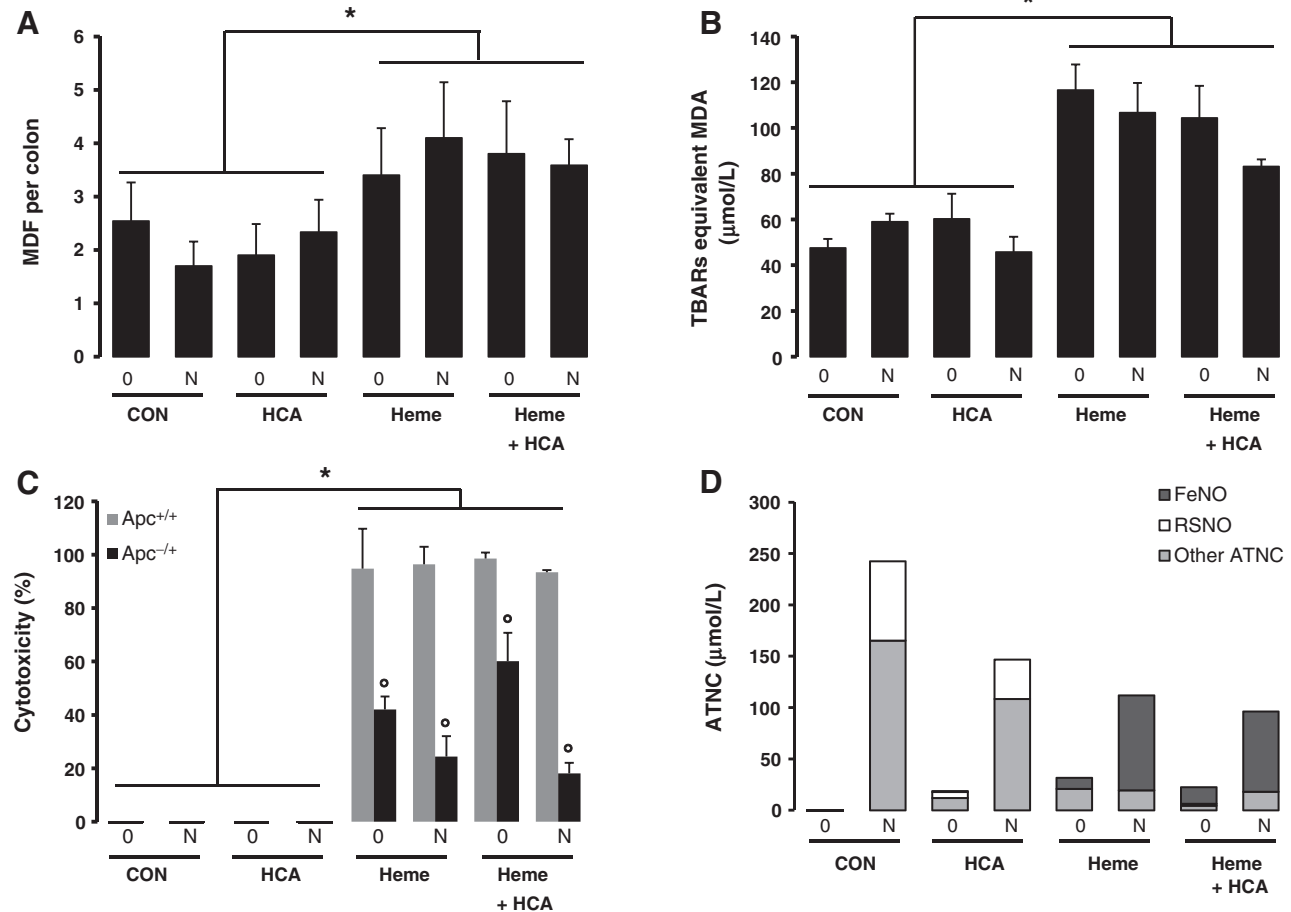 A
*
MDF per colon
6
5
4
3
2
1
0
0 N 0 N 0 N 0 N
CON HCA Heme Heme
+ HCA
B
*
TBARs equivalent MDA
(µmol/L)
140
120
100
80
60
40
20
0
0 N 0 N 0 N 0 N
CON HCA Heme Heme
+ HCA
C
*
Cytotoxicity (%)
120
100
80
60
40
20
0
Apc+/+
Apc−/+
0 N 0 N 0 N 0 N
CON HCA Heme Heme
+ HCA
D
ATNC (µmol/L)
300
250
200
150
100
50
0
FeNO
RSNO
Other ATNC
0 N 0 N 0 N 0 N
CON HCA Heme Heme
+ HCA